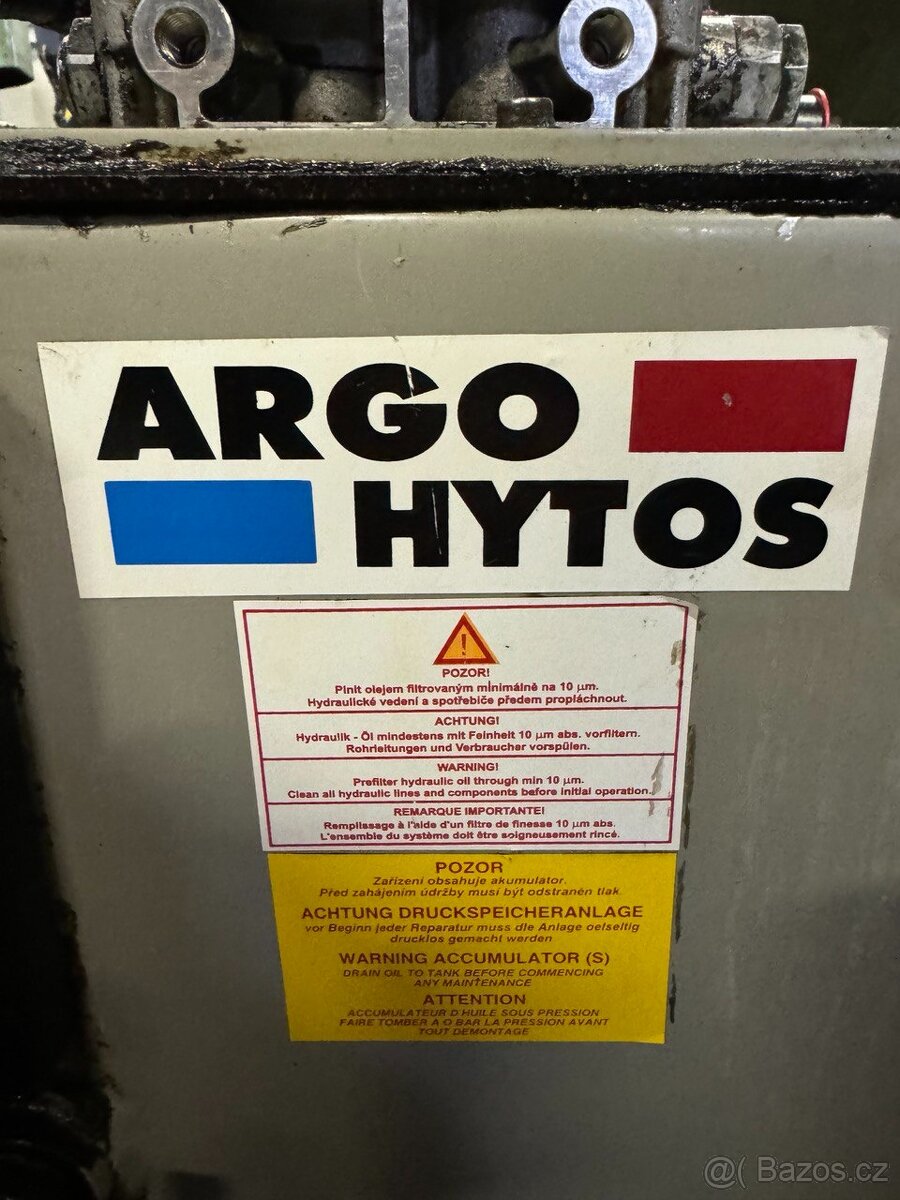 ARGO
HYTOS
POZOR!
Plnit olejem filtrovaným minimálně na 10 µm.
Hydraulické vedení a spotřebiče předem propláchnout.
ACHTUNG!
Hydraulik - Öl mindestens mit Feinheit 10 µm abs. vorfiltern.
Rohrleitungen und Verbraucher vorspülen.
WARNING!
Prefilter hydraulic oil through min 10 µm.
Clean all hydraulic lines and components before initial operation.
REMARQUE IMPORTANTE!
Remplissage à l'aide d'un filtre de finesse 10 µm abs.
L'ensemble du système doit être soigneusement rincé.
POZOR
Zařízení obsahuje akumulátor.
Před zahájením údržby musí být odstraněn tlak
ACHTUNG DRUCKSPEICHERANLAGE
vor Beginn jeder Reparatur muss die Anlage oelseitig
drucklos gemacht werden
WARNING ACCUMULATOR (S)
DRAIN OIL TO TANK BEFORE COMMENCING
ANY MAINTENANCE
ATTENTION
ACCUMULATEUR D'HUILE SOUS PRESSION
FAIRE TOMBER A O BAR LA PRESSION AVANT
TOUT DEMONTAGE
@( Bazos.cz